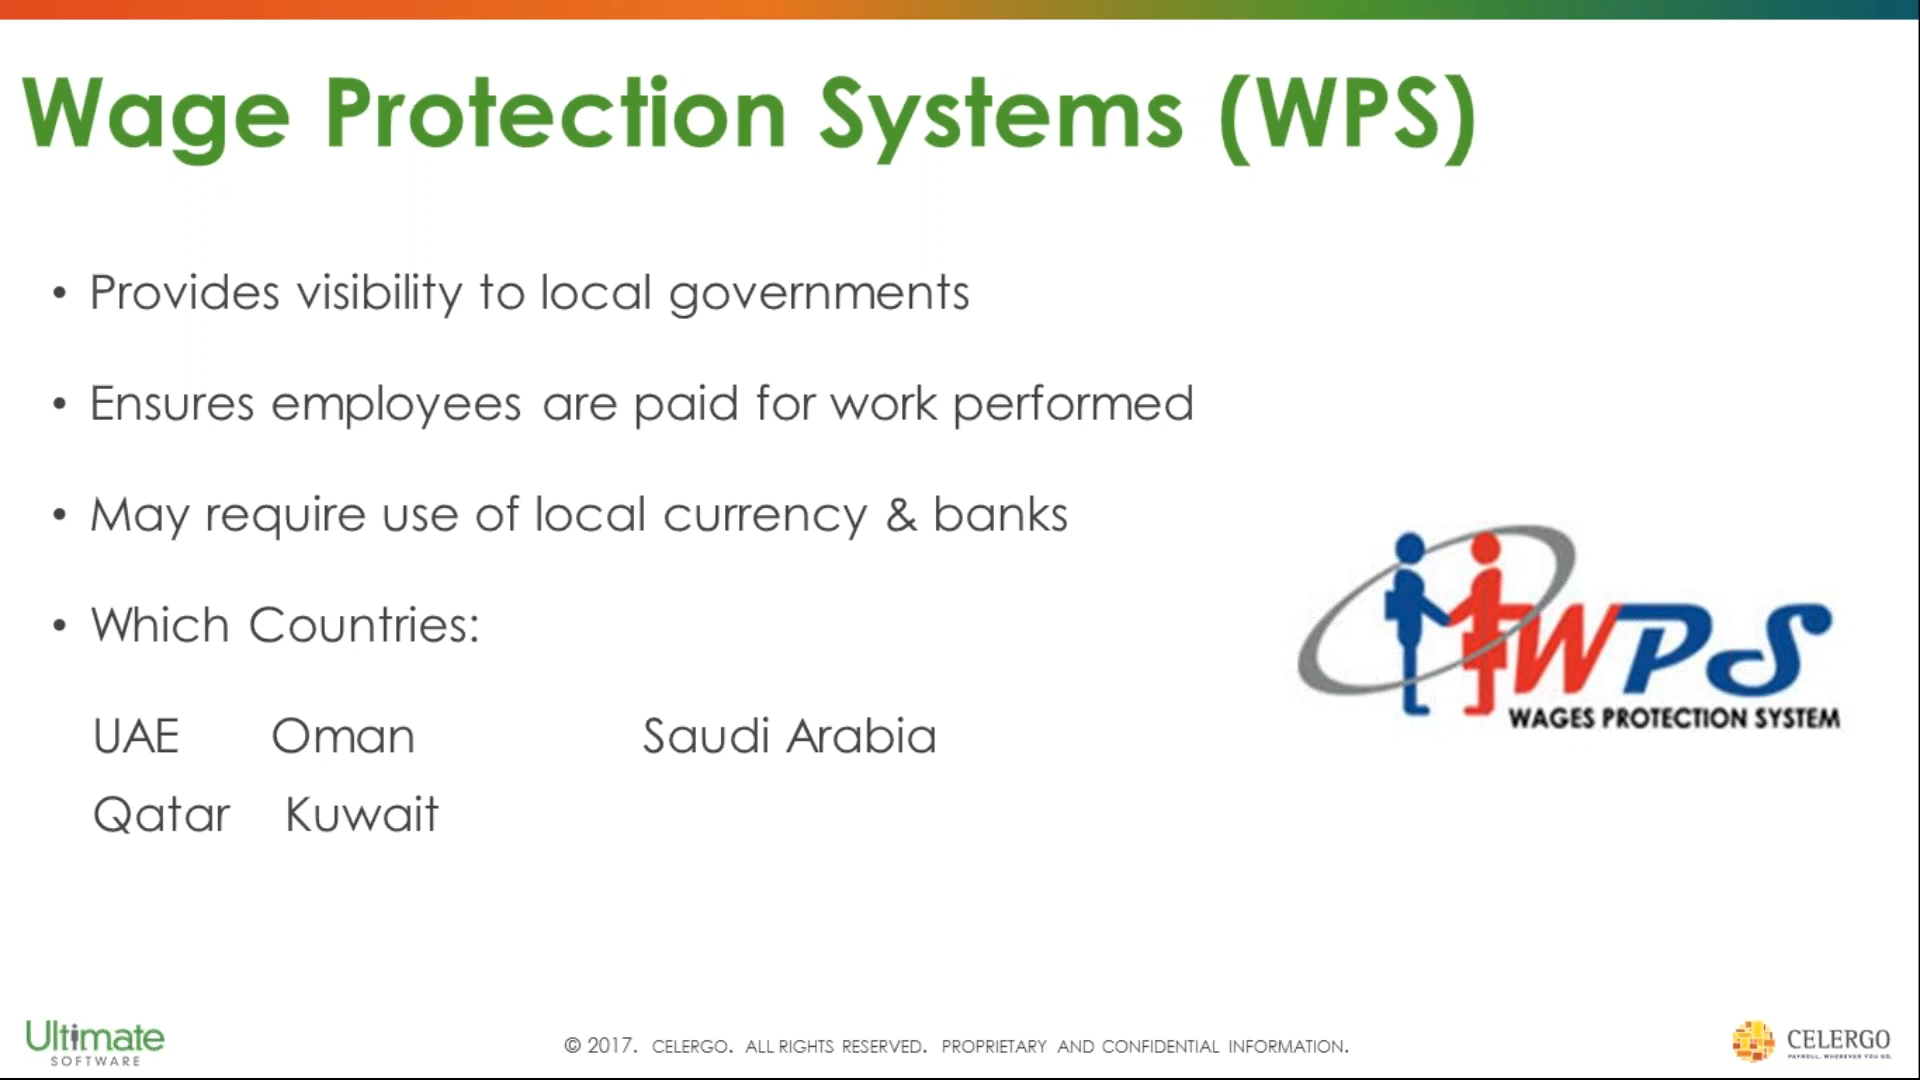 Wage Protection Systems (WPS)
• Provides visibility to local governments
• Ensures employees are paid for work performed
• May require use of local currency & banks
• Which Countries:
UAE Oman Saudi Arabia
Qatar Kuwait
WPS
WAGES PROTECTION SYSTEM
Ultimate
SOFTWARE
© 2017. CELERGO. ALL RIGHTS RESERVED. PROPRIETARY AND CONFIDENTIAL INFORMATION.
CELERGO
PAYROLL. WHEREVER YOU GO.